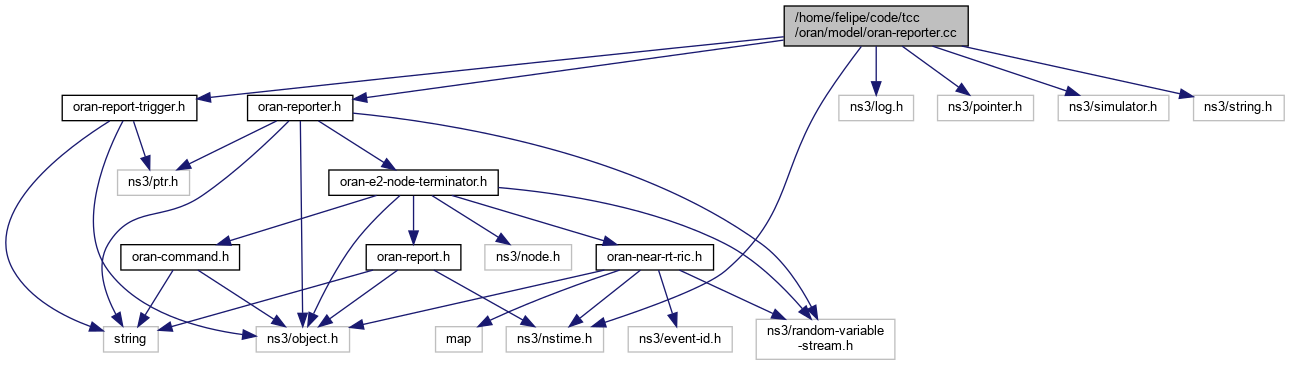 /home/felipe/code/tcc
/oran/model/oran-reporter.cc
oran-report-trigger.h
oran-reporter.h
ns3/log.h
ns3/pointer.h
ns3/simulator.h
ns3/string.h
ns3/ptr.h
oran-e2-node-terminator.h
oran-command.h
oran-report.h
ns3/node.h
oran-near-rt-ric.h
string
ns3/object.h
map
ns3/nstime.h
ns3/event-id.h
ns3/random-variable
-stream.h